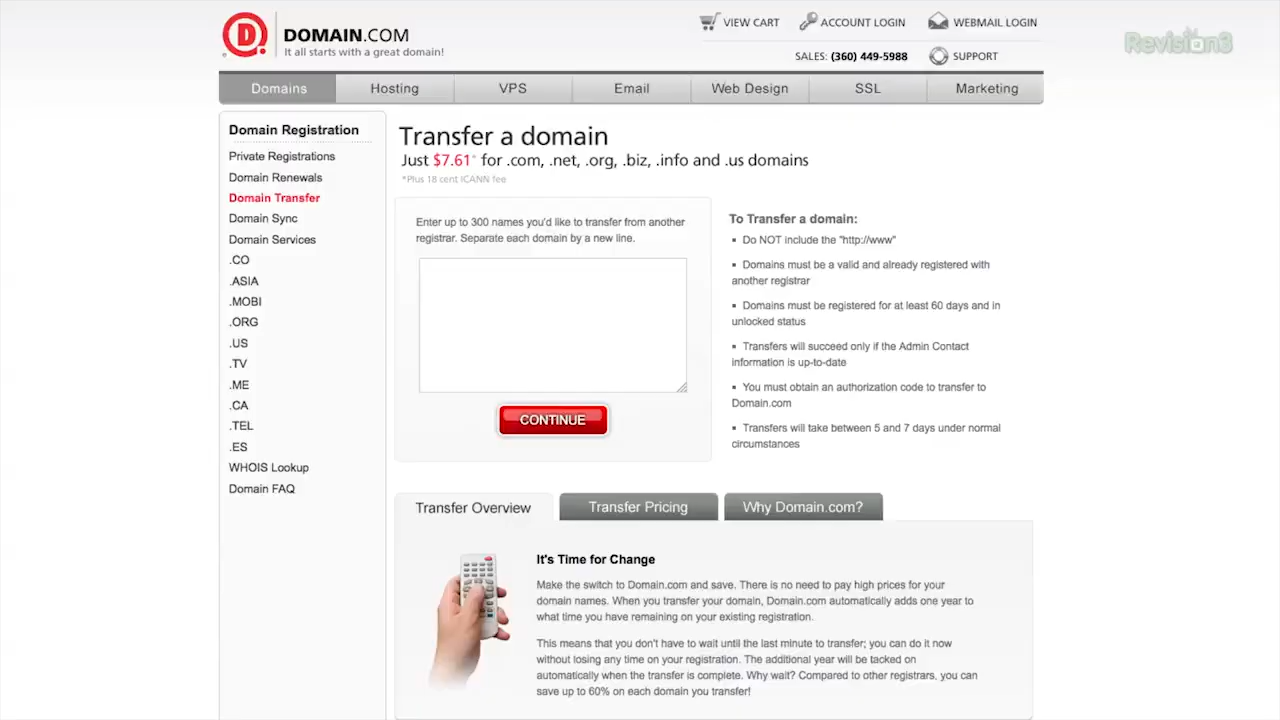 DOMAIN.COM
It all starts with a great domain!
VIEW CART
ACCOUNT LOGIN
WEBMAIL LOGIN
SALES: (360) 449-5988
SUPPORT
Revision3
Domains
Hosting
VPS
Email
Web Design
SSL
Marketing
Domain Registration
Private Registrations
Domain Renewals
Domain Transfer
Domain Sync
Domain Services
.CO
.ASIA
.MOBI
.ORG
.US
.TV
.ME
.CA
.TEL
.ES
WHOIS Lookup
Domain FAQ
Transfer a domain
Just $7.61* for .com, .net, .org, .biz, .info and .us domains
*Plus 18 cent ICANN fee
Enter up to 300 names you'd like to transfer from another
registrar. Separate each domain by a new line.
CONTINUE
To Transfer a domain:
▪ Do NOT include the "http://www"
▪ Domains must be a valid and already registered with
another registrar
▪ Domains must be registered for at least 60 days and in
unlocked status
▪ Transfers will succeed only if the Admin Contact
information is up-to-date
▪ You must obtain an authorization code to transfer to
Domain.com
▪ Transfers will take between 5 and 7 days under normal
circumstances
Transfer Overview
Transfer Pricing
Why Domain.com?
It's Time for Change
Make the switch to Domain.com and save. There is no need to pay high prices for your
domain names. When you transfer your domain, Domain.com automatically adds one year to
what time you have remaining on your existing registration.
This means that you don't have to wait until the last minute to transfer; you can do it now
without losing any time on your registration. The additional year will be tacked on
automatically when the transfer is complete. Why wait? Compared to other registrars, you can
save up to 60% on each domain you transfer!